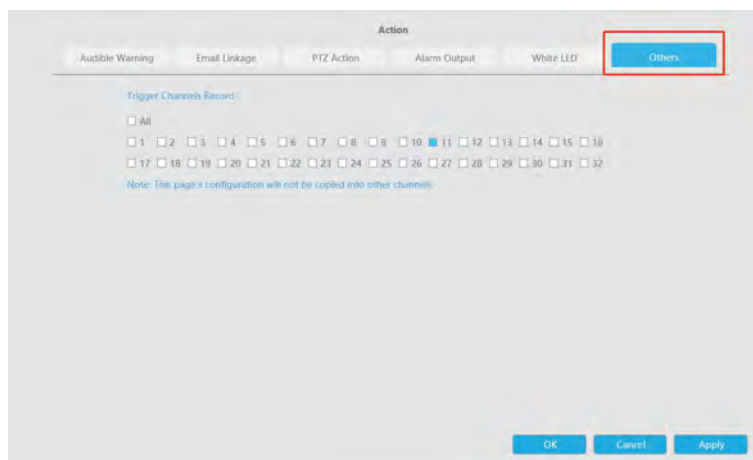 Action
Audible Warning Email Linkage PTZ Action Alarm Output White LED Others
Trigger Channels Record
All
1 2 3 4 5 6 7 8 9 10 11 12 13 14 15 16
17 18 19 20 21 22 23 24 25 26 27 28 29 30 31 32
Note: This page's configuration will not be copied into other channels.
OK Cancel Apply